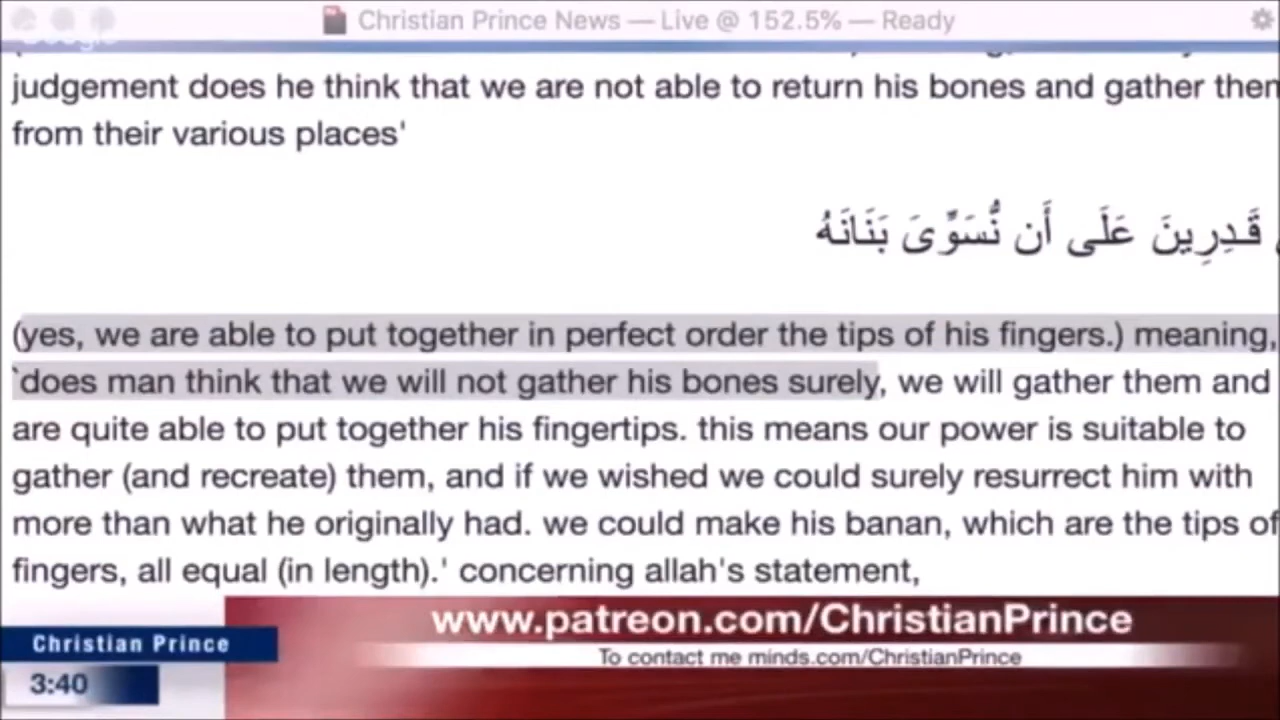 Christian Prince News — Live @ 152.5% — Ready
judgement does he think that we are not able to return his bones and gather them
from their various places'
قَـدِرِينَ عَلَى أَن نُّسَوِّىَ بَنَانَهُ
(yes, we are able to put together in perfect order the tips of his fingers.) meaning,
`does man think that we will not gather his bones surely, we will gather them and
are quite able to put together his fingertips. this means our power is suitable to
gather (and recreate) them, and if we wished we could surely resurrect him with
more than what he originally had. we could make his banan, which are the tips of
fingers, all equal (in length).' concerning allah's statement,
www.patreon.com/ChristianPrince
Christian Prince
To contact me minds.com/ChristianPrince
3:40